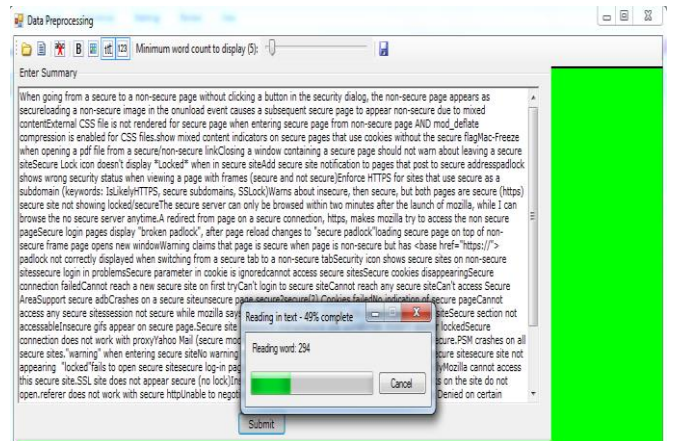 Data Preprocessing
B 123 Minimum word count to display (5):
Enter Summary
When going from a secure to a non-secure page without clicking a button in the security dialog, the non-secure page appears as
secureloading a non-secure image in the onunload event causes a subsequent secure page to appear non-secure due to mixed
contentExternal CSS file is not rendered for secure page when entering secure page from non-secure page AND mod_deflate
compression is enabled for CSS files.show mixed content indicators on secure pages that use cookies without the secure flagMac-Freeze
when opening a pdf file from a secure/non-secure linkClosing a window containing a secure page should not warn about leaving a secure
siteSecure Lock icon doesn't display "Locked" when in secure siteAdd secure site notification to pages that post to secure addresspadlock
shows wrong security status when viewing a page with frames (secure and not secure)Enforce HTTPS for sites that use secure as a
subdomain (keywords: IsLikelyHTTPS, secure subdomains, SSLock)Warns about insecure, then secure, but both pages are secure (https)
secure site not showing locked/secureThe secure server can only be browsed within two minutes after the launch of mozilla, while I can
browse the no secure server anytime.A redirect from page on a secure connection, https, makes mozilla try to access the non secure
pageSecure login pages display "broken padlock", after page reload changes to "secure padlock"loading secure page on top of non-
secure frame page opens new windowWarning claims that page is secure when page is non-secure but has <base href="https://">
padlock not correctly displayed when switching from a secure tab to a non-secure tabSecurity icon shows secure sites on non-secure
sitessecure login in problemsSecure parameter in cookie is ignoredcannot access secure sitesSecure cookies disappearingSecure
connection failedCannot reach a new secure site on first tryCan't login to secure siteCannot reach any secure siteCan't access Secure
AreaSupport secure adbCrashes on a secure siteunsecure page secure?secure(?) Cookies failedNo indication of secure pageCannot
access any secure sitessession not secure while mozilla says siteSecure section not
accessableInsecure gifs appear on secure page.Secure site or lockedSecure
connection does not work with proxyYahoo Mail (secure mod ecure.PSM crashes on all
secure sites."warning" when entering secure siteNo warning cure sitesecure site not
appearing "locked"fails to open secure sitesecure log-in pag lyMozilla cannot access
this secure site.SSL site does not appear secure (no lock)Ins s on the site do not
open.referer does not work with secure httpUnable to negoti Denied on certain
Reading in text - 49% complete
Reading word: 294
Cancel
Submit